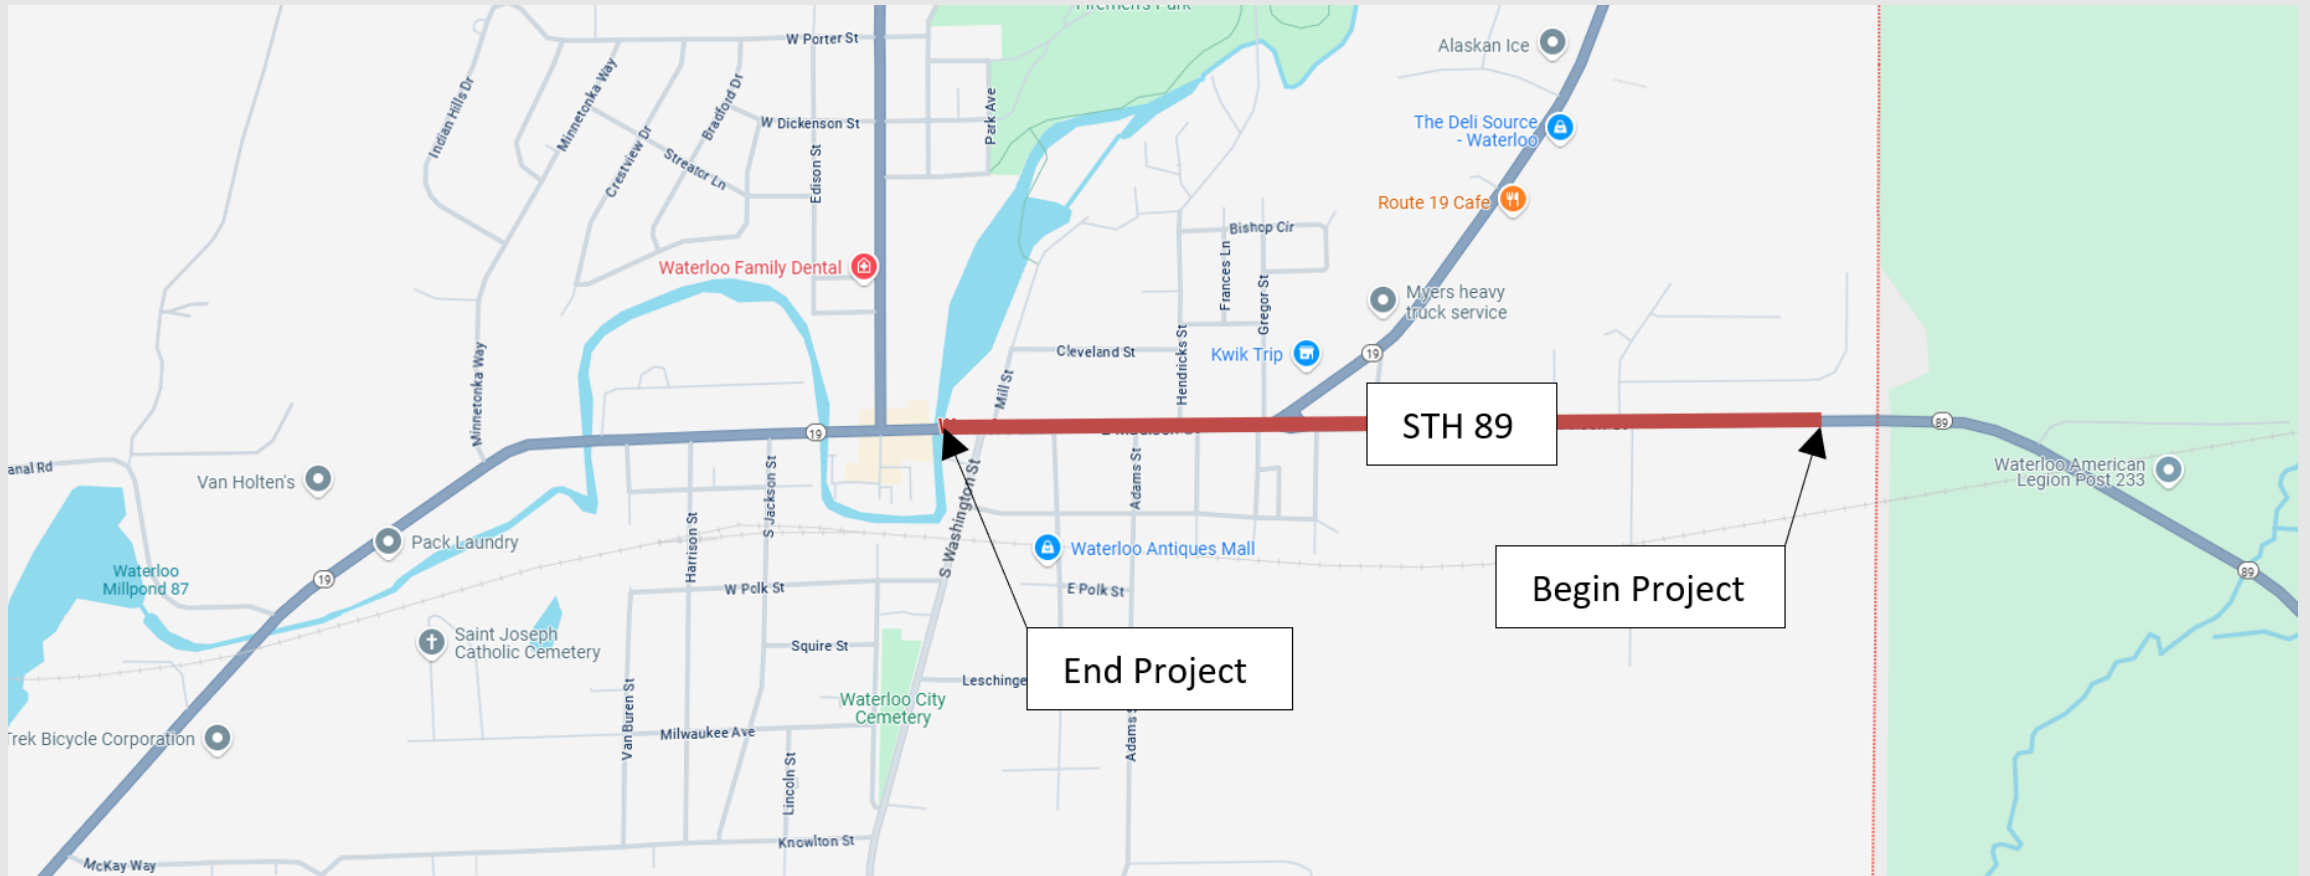 Firemen's Park
W Porter St
Alaskan Ice
Indian Hills Dr
Minnetonka Way
Bradford Dr
Park Ave
W Dickenson St
The Deli Source
- Waterloo
Crestview Dr
Streator Ln
Edison St
Route 19 Cafe
Bishop Cir
Waterloo Family Dental
Frances Ln
Gregor St
Myers heavy
truck service
Cleveland St
Hendricks St
Kwik Trip
19
Mill St
Minnetonka Way
STH 89
19
89
anal Rd
Van Holten's
S Jackson St
S Washington St
Adams St
Waterloo American
Legion Post 233
Pack Laundry
Harrison St
Waterloo Antiques Mall
89
19
Waterloo
Millpond 87
W Polk St
E Polk St
Begin Project
Saint Joseph
Catholic Cemetery
Squire St
End Project
Leschinge
Van Buren St
Waterloo City
Cemetery
Trek Bicycle Corporation
Milwaukee Ave
Adams S
Lincoln St
Knowlton St
McKay Way